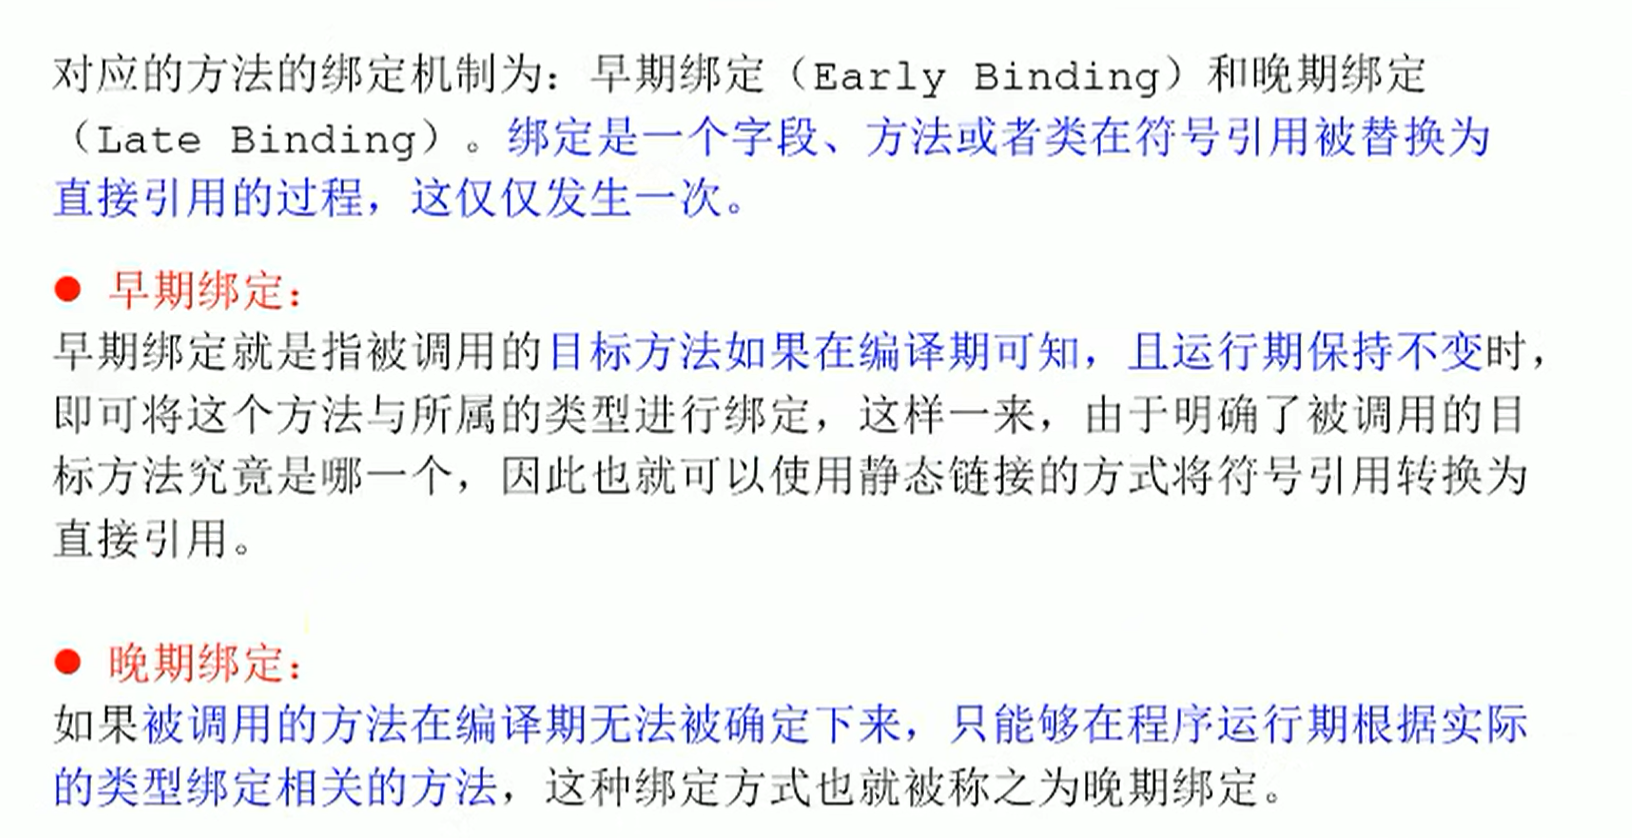 对应的方法的绑定机制为：早期绑定（Early Binding）和晚期绑定
（Late Binding）。绑定是一个字段、方法或者类在符号引用被替换为
直接引用的过程，这仅仅发生一次。
● 早期绑定：
早期绑定就是指被调用的目标方法如果在编译期可知，且运行期保持不变时，
即可将这个方法与所属的类型进行绑定，这样一来，由于明确了被调用的目
标方法究竟是哪一个，因此也就可以使用静态链接的方式将符号引用转换为
直接引用。
● 晚期绑定：
如果被调用的方法在编译期无法被确定下来，只能够在程序运行期根据实际
的类型绑定相关的方法，这种绑定方式也就被称之为晚期绑定。